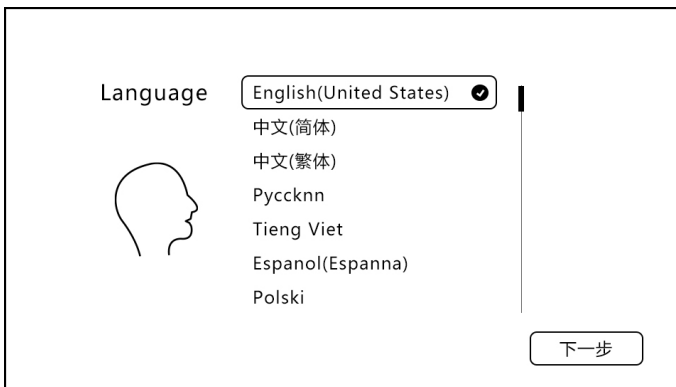 Language
English(United States)
中文(简体)
中文(繁体)
Pyccknn
Tieng Viet
Espanol(Espanna)
Polski
下一步